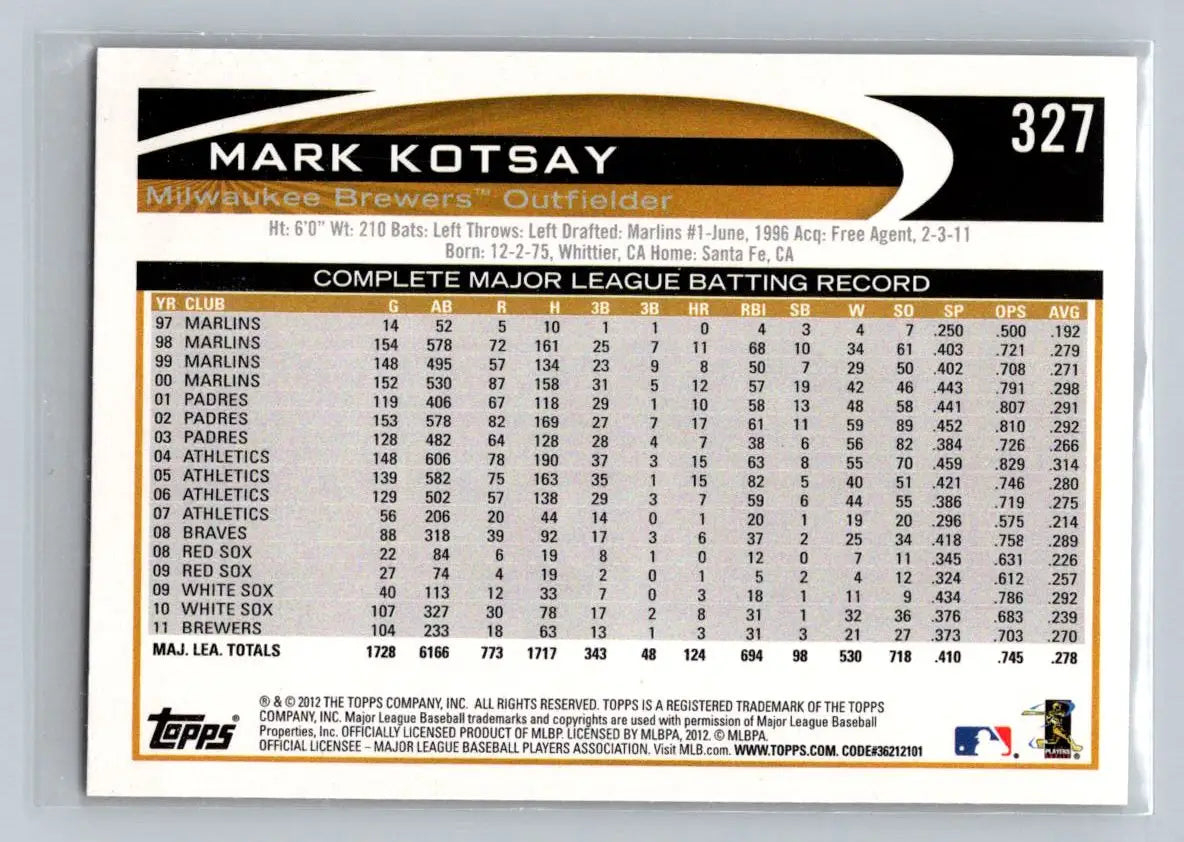 327
MARK KOTSAY
Milwaukee Brewers™ Outfielder
Ht: 6'0" Wt: 210 Bats: Left Throws: Left Drafted: Marlins #1-June, 1996 Acq: Free Agent, 2-3-11
Born: 12-2-75, Whittier, CA Home: Santa Fe, CA
COMPLETE MAJOR LEAGUE BATTING RECORD
YR CLUB G AB R H 3B 3B HR RBI SB W SO SP OPS AVG
97 MARLINS 14 52 5 10 1 1 0 4 3 4 7 .250 .500 .192
98 MARLINS 154 578 72 161 25 7 11 68 10 34 61 .403 .721 .279
99 MARLINS 148 495 57 134 23 9 8 50 7 29 50 .402 .708 .271
00 MARLINS 152 530 87 158 31 5 12 57 19 42 46 .443 .791 .298
01 PADRES 119 406 67 118 29 1 10 58 13 48 58 .441 .807 .291
02 PADRES 153 578 82 169 27 7 17 61 11 59 89 .452 .810 .292
03 PADRES 128 482 64 128 28 4 7 38 6 56 82 .384 .726 .266
04 ATHLETICS 148 606 78 190 37 3 15 63 8 55 70 .459 .829 .314
05 ATHLETICS 139 582 75 163 35 1 15 82 5 40 51 .421 .746 .280
06 ATHLETICS 129 502 57 138 29 3 7 59 6 44 55 .386 .719 .275
07 ATHLETICS 56 206 20 44 14 0 1 20 1 19 20 .296 .575 .214
08 BRAVES 88 318 39 92 17 3 6 37 2 25 34 .418 .758 .289
08 RED SOX 22 84 6 19 8 1 0 12 0 7 11 .345 .631 .226
09 RED SOX 27 74 4 19 2 0 1 5 2 4 12 .324 .612 .257
09 WHITE SOX 40 113 12 33 7 0 3 18 1 11 9 .434 .786 .292
10 WHITE SOX 107 327 30 78 17 2 8 31 1 32 36 .376 .683 .239
11 BREWERS 104 233 18 63 13 1 3 31 3 21 27 .373 .703 .270
MAJ. LEA. TOTALS 1728 6166 773 1717 343 48 124 694 98 530 718 .410 .745 .278
® & © 2012 THE TOPPS COMPANY, INC. ALL RIGHTS RESERVED. TOPPS IS A REGISTERED TRADEMARK OF THE TOPPS
COMPANY, INC. Major League Baseball trademarks and copyrights are used with permission of Major League Baseball
Properties, Inc. OFFICIALLY LICENSED PRODUCT OF MLBP. LICENSED BY MLBPA, 2012. © MLBPA.
OFFICIAL LICENSEE – MAJOR LEAGUE BASEBALL PLAYERS ASSOCIATION. Visit MLB.com. WWW.TOPPS.COM. CODE#36212101
topps®
PLAYERS